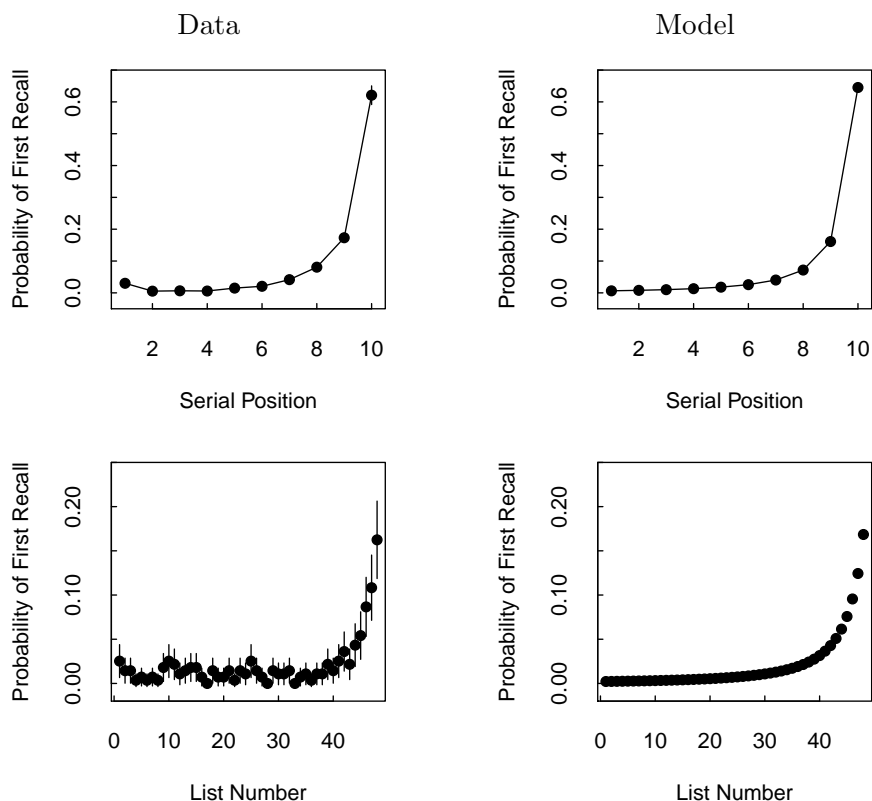 Data
Model
Probability of First Recall
0.6
0.4
0.2
0.0
2 4 6 8 10
Serial Position
Probability of First Recall
0.6
0.4
0.2
0.0
2 4 6 8 10
Serial Position
Probability of First Recall
0.20
0.10
0.00
0 10 20 30 40
List Number
Probability of First Recall
0.20
0.10
0.00
0 10 20 30 40
List Number